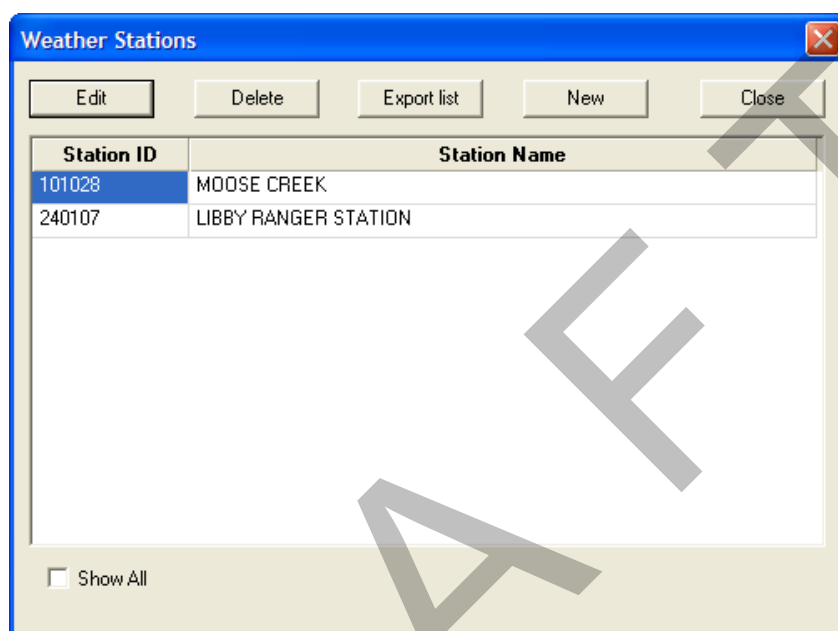 Weather Stations
Edit Delete Export list New Close
Station ID Station Name
101028 MOOSE CREEK
240107 LIBBY RANGER STATION
Show All
A F T